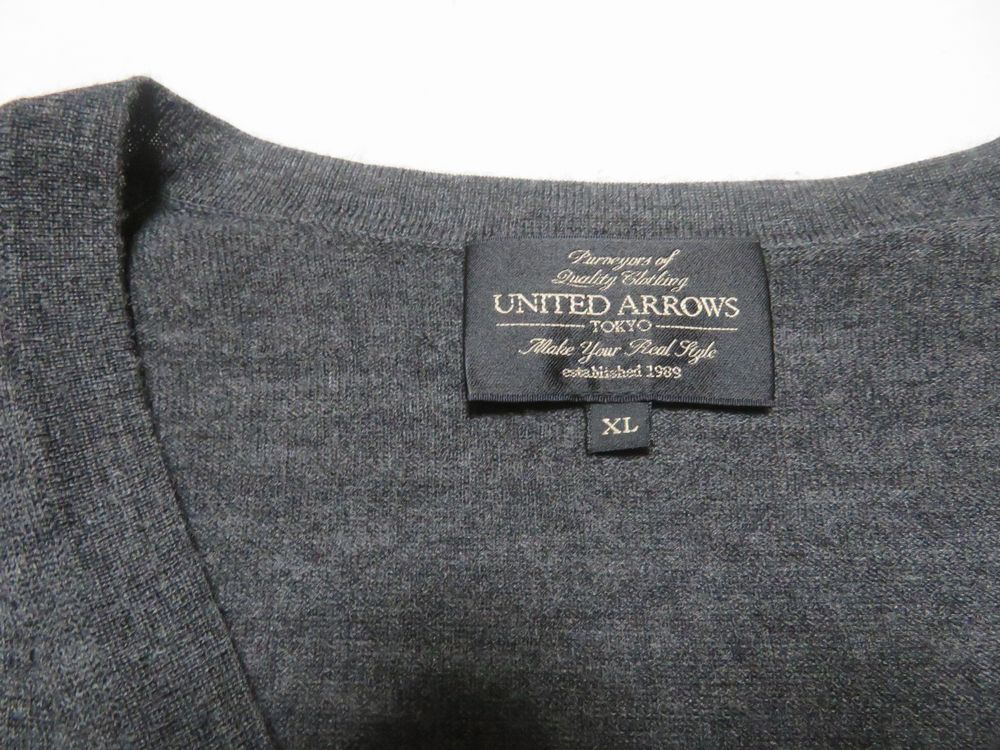 Purveyors of
Quality Clothing
UNITED ARROWS
TOKYO
Make Your Real Style
established 1989
XL